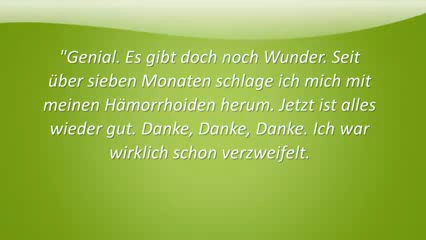 "Genial. Es gibt doch noch Wunder. Seit
über sieben Monaten schlage ich mich mit
meinen Hämorrhoiden herum. Jetzt ist alles
wieder gut. Danke, Danke, Danke. Ich war
wirklich schon verzweifelt.